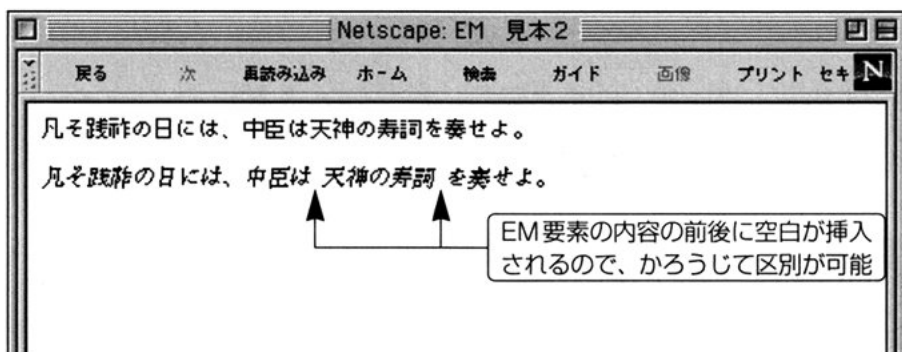 Netscape: EM 見本2
戻る 次 再読み込み ホーム 検索 ガイド 画像 プリント セキ N
凡そ践祚の日には、中臣は天神の寿詞を奏せよ。
凡そ践祚の日には、中臣は 天神の寿詞 を奏せよ。
EM要素の内容の前後に空白が挿入
されるので、かろうじて区別が可能